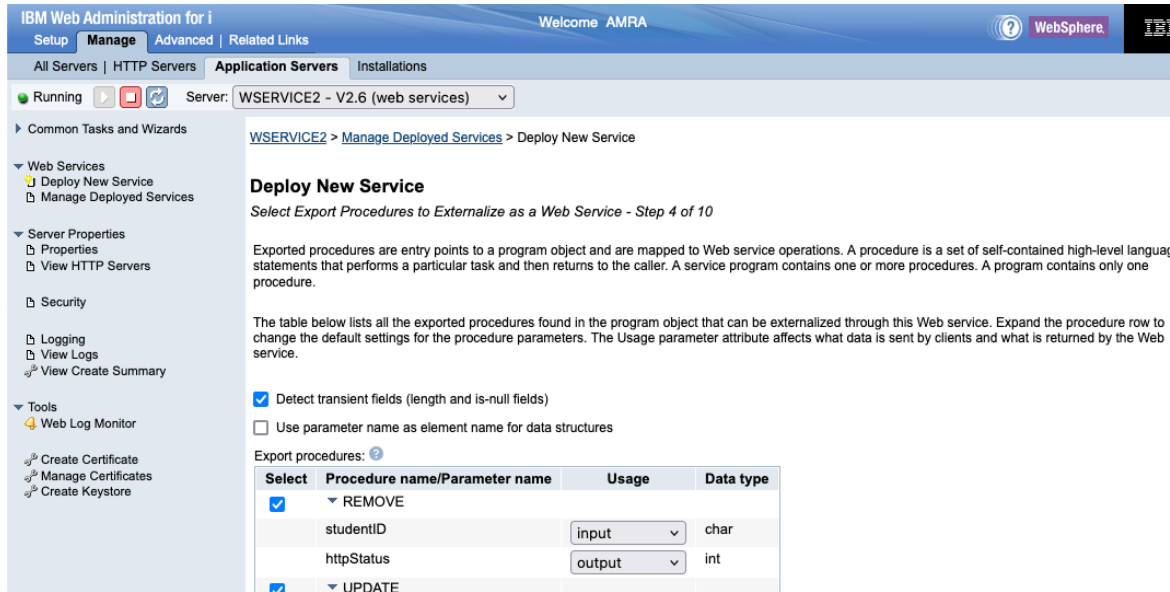 IBM Web Administration for i
Welcome AMRA
WebSphere.
Setup Manage Advanced | Related Links
All Servers | HTTP Servers Application Servers Installations
Running Server: WSERVICE2 - V2.6 (web services)
Common Tasks and Wizards
Web Services
Deploy New Service
Manage Deployed Services
Server Properties
Properties
View HTTP Servers
Security
Logging
View Logs
View Create Summary
Tools
Web Log Monitor
Create Certificate
Manage Certificates
Create Keystore
WSERVICE2 > Manage Deployed Services > Deploy New Service
Deploy New Service
Select Export Procedures to Externalize as a Web Service - Step 4 of 10
Exported procedures are entry points to a program object and are mapped to Web service operations. A procedure is a set of self-contained high-level
statements that performs a particular task and then returns to the caller. A service program contains one or more procedures. A program contains only one
procedure.
The table below lists all the exported procedures found in the program object that can be externalized through this Web service. Expand the procedure row to
change the default settings for the procedure parameters. The Usage parameter attribute affects what data is sent by clients and what is returned by the Web
service.
Detect transient fields (length and is-null fields)
Use parameter name as element name for data structures
Export procedures: ?
Select Procedure name/Parameter name Usage Data type
REMOVE
studentID input char
httpStatus output int
UPDATE